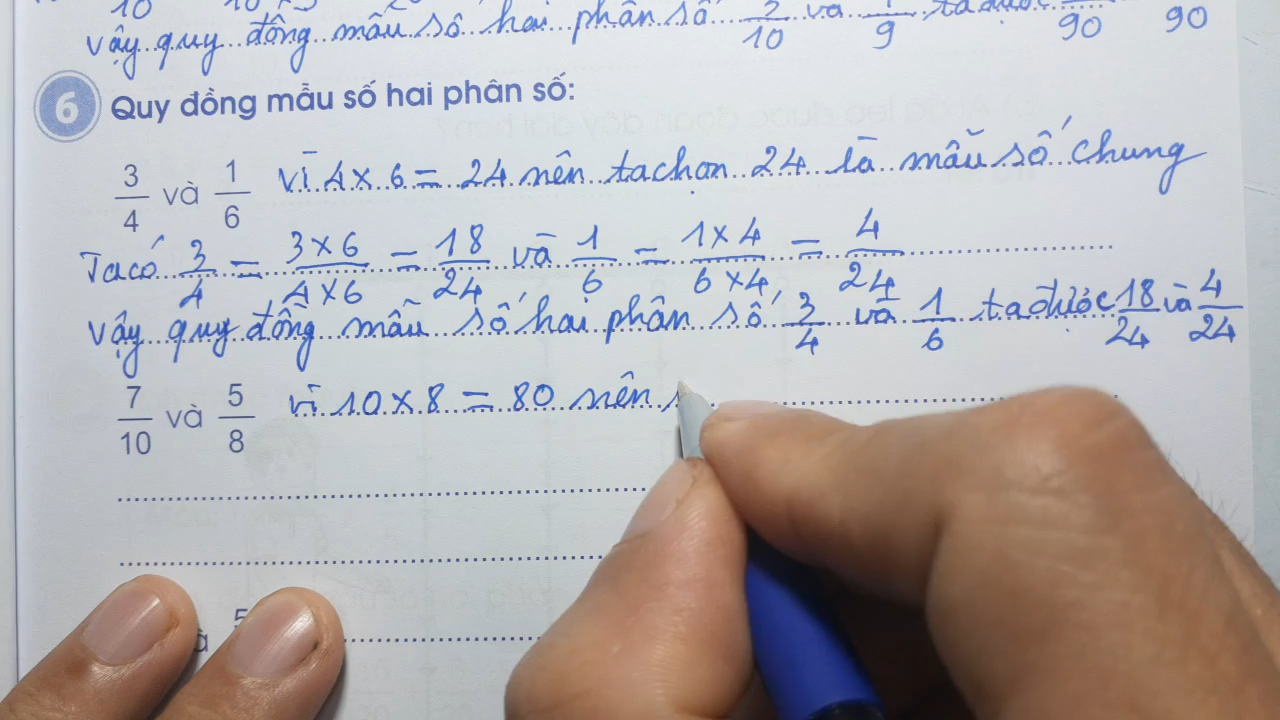 10 10 × 9
Vậy quy đồng mẫu số hai phân số 10 và 9 ta được 90 90
6 Quy đồng mẫu số hai phân số:
3/4 và 1/6 vì 4 × 6 = 24 nên ta chọn 24 là mẫu số chung
Ta có 3/4 = 3 × 6/4 × 6 = 18/24 và 1/6 = 1 × 4/6 × 4 = 4/24
Vậy quy đồng mẫu số hai phân số 3/4 và 1/6 ta được 18/24 và 4/24
7/10 và 5/8 vì 10 × 8 = 80 nên
5